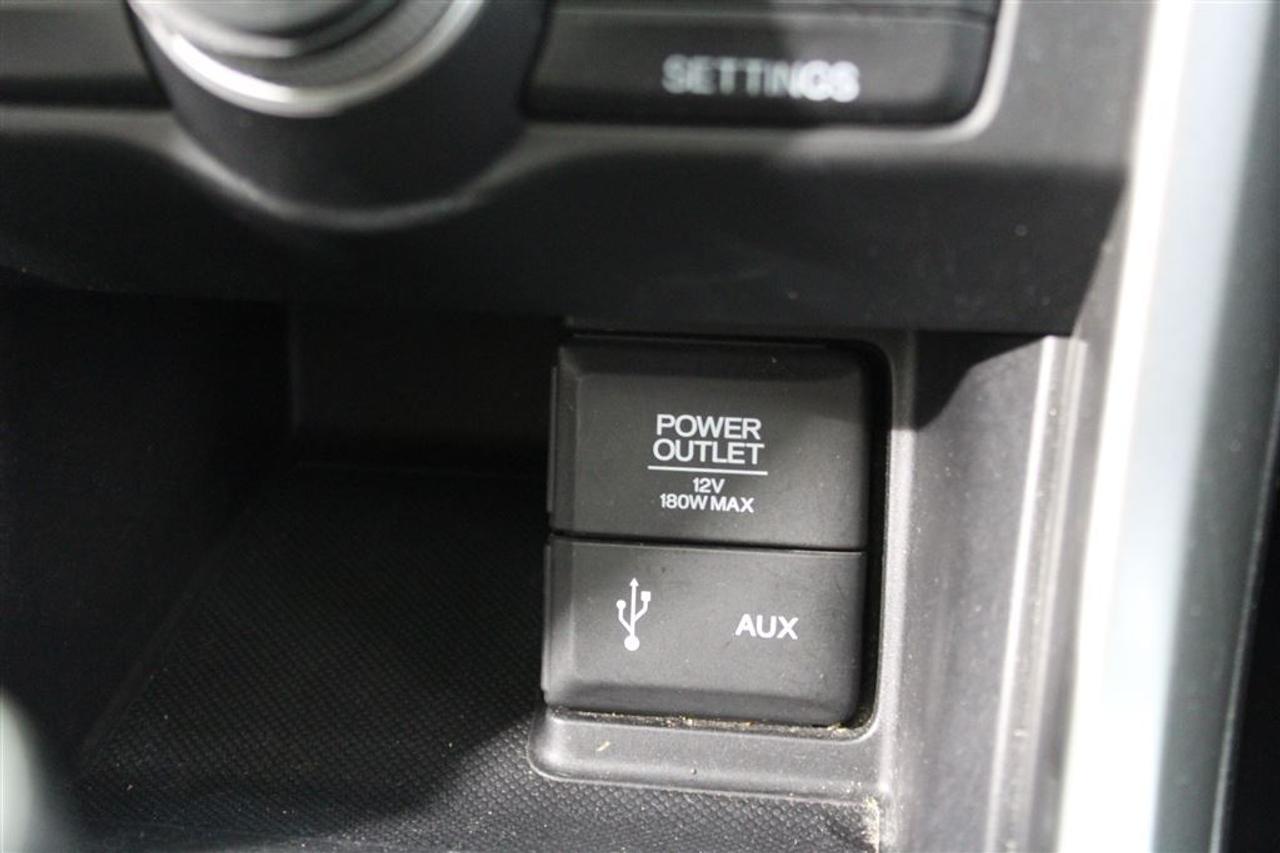 SETTINGS
POWER
OUTLET
12V
180W MAX
AUX